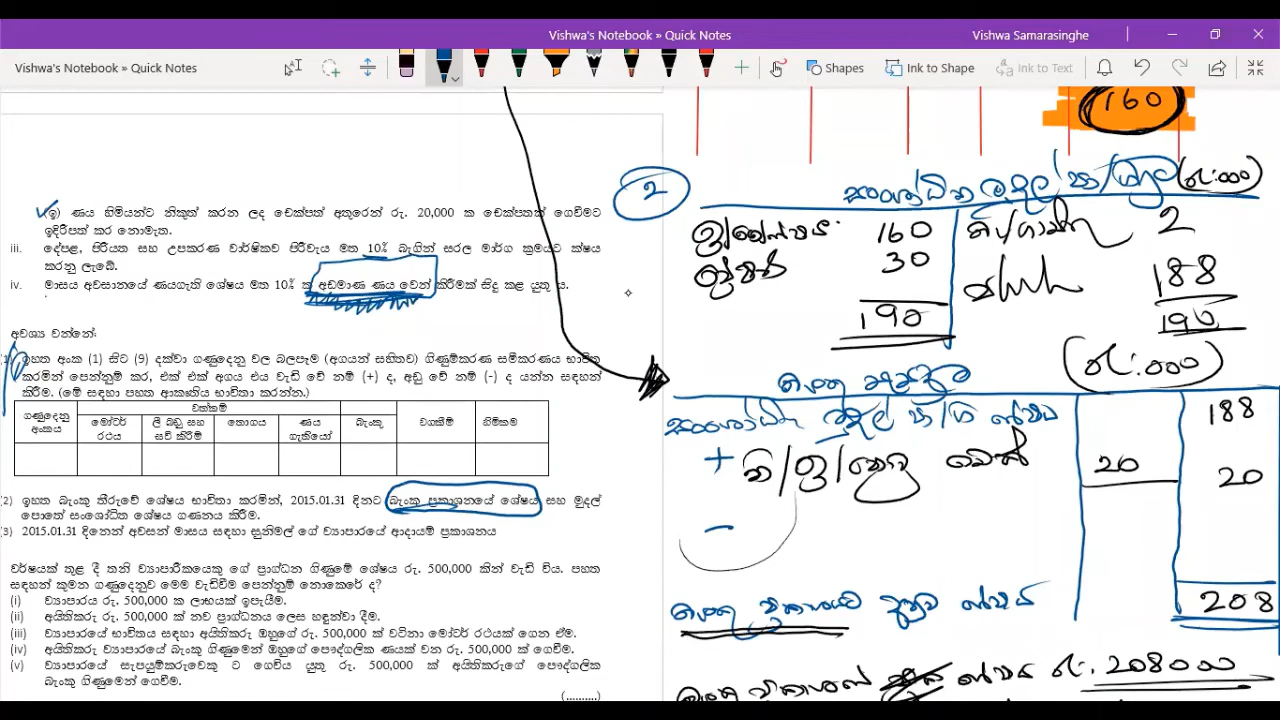 Vishwa's Notebook » Quick Notes
Vishwa Samarasinghe
Vishwa's Notebook » Quick Notes
Shapes
Ink to Shape
Ink to Text
ඉ) ණය හිමියන්ට නිකුත් කරන ලද චෙක්පත් අතුරෙන් රු. 20,000 ක චෙක්පතක් ගෙවීමට
ඉදිරිපත් කර නොමැත.
iii. දේපළ, පිරියත සහ උපකරණ වාර්ෂිකව පිරිවැය මත 10% බැගින් සරල මාර්ග ක්‍රමයට ක්ෂය
කරනු ලැබේ.
iv. මාසය අවසානයේ ණයගැති ශේෂය මත 10% ක අඩමාණ ණය වෙන් කිරීමක් සිදු කළ යුතු ය.
අවශ්‍ය වන්නේ:
ඉහත අංක (1) සිට (9) දක්වා ගණුදෙනු වල බලපෑම (අගයන් සහිතව) ගිණුම්කරණ සමීකරණය භාවිත
කරමින් පෙන්නුම් කර, එක් එක් අගය එය වැඩි වේ නම් (+) ද, අඩු වේ නම් (-) ද යන්න සඳහන්
කිරීම. (මේ සඳහා පහත ආකෘතිය භාවිතා කරන්න.)
ගණුදෙනු අංකය
වත්කම්
මෝටර් රථය
ලී බඩු සහ සවි කිරීම්
තොගය
ණය ගැතියෝ
බැංකු
වගකීම්
හිමිකම
(2) ඉහත බැංකු තීරුවේ ශේෂය භාවිතා කරමින්, 2015.01.31 දිනට බැංකු ප්‍රකාශනයේ ශේෂය සහ මුදල්
පොතේ සංශෝධිත ශේෂය ගණනය කිරීම.
(3) 2015.01.31 දිනෙන් අවසන් මාසය සඳහා සුනිමල් ගේ ව්‍යාපාරයේ ආදායම් ප්‍රකාශනය
වර්ෂයක් තුළ දී තනි ව්‍යාපාරිකයෙකු ගේ ප්‍රාග්ධන ගිණුමේ ශේෂය රු. 500,000 කින් වැඩි විය. පහත
සඳහන් කුමන ගණුදෙනුව මෙම වැඩිවීම පෙන්නුම් නොකෙරේ ද?
(i) ව්‍යාපාරය රු. 500,000 ක ලාභයක් ඉපැයීම.
(ii) අයිතිකරු රු. 500,000 ක් නව ප්‍රාග්ධනය ලෙස හඳුන්වා දීම.
(iii) ව්‍යාපාරයේ භාවිතය සඳහා අයිතිකරු ඔහුගේ රු. 500,000 ක් වටිනා මෝටර් රථයක් ගෙන ඒම.
(iv) අයිතිකරු ව්‍යාපාරයේ බැංකු ගිණුමෙන් ඔහුගේ පෞද්ගලික ණයක් වන රු. 500,000 ක් ගෙවීම.
(v) ව්‍යාපාරයේ සැපයුම්කරුවෙකු ට ගෙවිය යුතු රු. 500,000 ක් අයිතිකරුගේ පෞද්ගලික
බැංකු ගිණුමෙන් ගෙවීම.
(..........)
160
2
සංශෝධිත මුදල් පා/ගිණුම (රු: 000)
160
2
30
188
190
190
(රු: 000)
සංශෝධිත මුදල් පා/ගි ශේෂය
188
+
20
20
-
208
ශේෂය රු. 208000